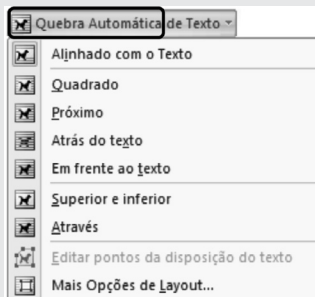 Quebra Automática de Texto
Alinhado com o Texto
Quadrado
Próximo
Atrás do texto
Em frente ao texto
Superior e inferior
Através
Editar pontos da disposição do texto
Mais Opções de Layout...